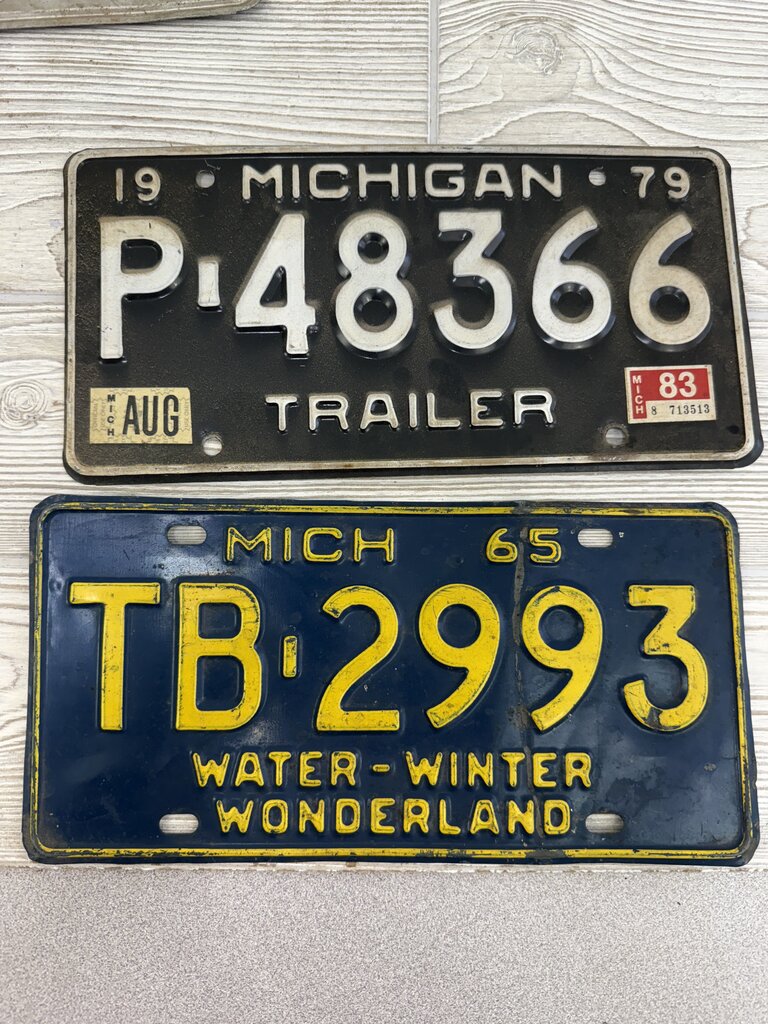 19 MICHIGAN 79
P 48366
TRAILER
MICH AUG
MICH 83
8 713513
MICH 65
TB 2993
WATER - WINTER
WONDERLAND